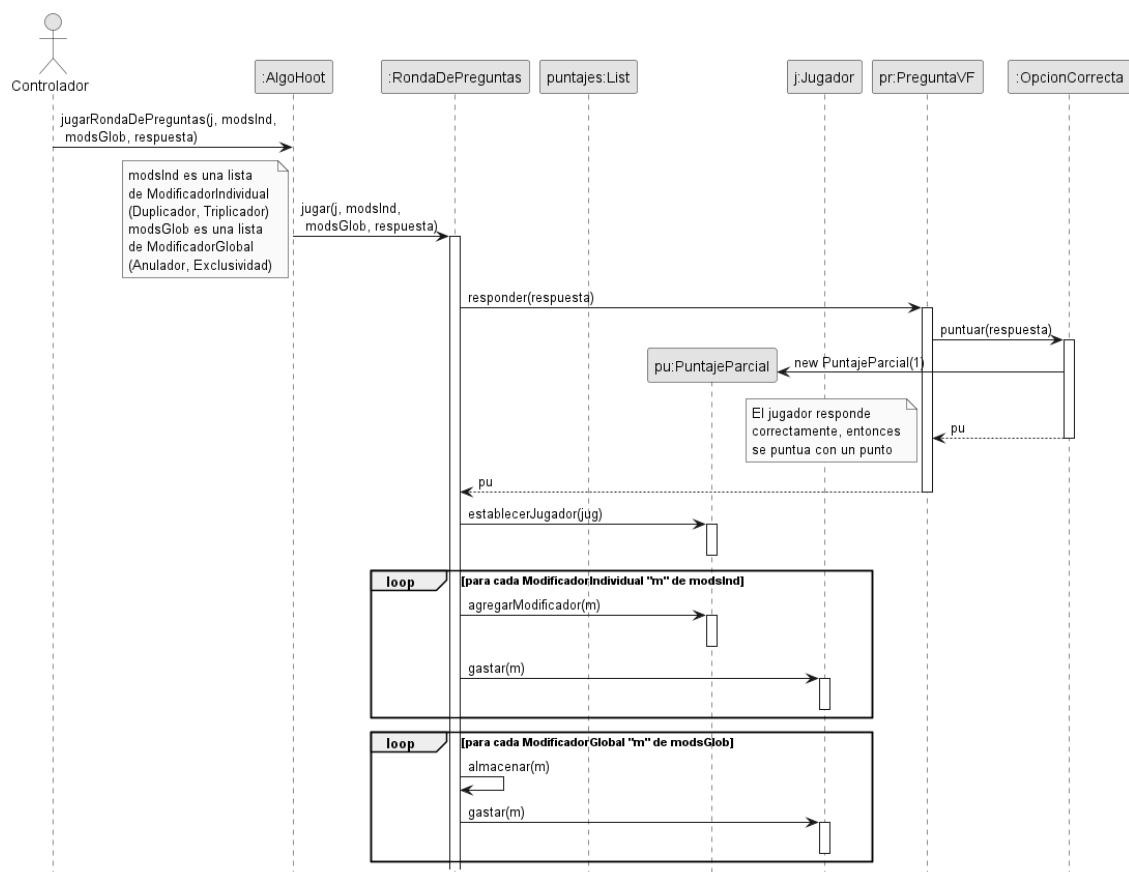 Controlador
:AlgoHoot
:RondaDePreguntas
puntajes:List
j:Jugador
pr:PreguntaVF
:OpcionCorrecta
jugarRondaDePreguntas(j, modsInd,
modsGlob, respuesta)
modsInd es una lista
de ModificadorIndividual
(Duplicador, Triplicador)
modsGlob es una lista
de ModificadorGlobal
(Anulador, Exclusividad)
jugar(j, modsInd,
modsGlob, respuesta)
responder(respuesta)
puntuar(respuesta)
pu:PuntajeParcial
new PuntajeParcial(1)
El jugador responde
correctamente, entonces
se puntua con un punto
pu
pu
establecerJugador(jug)
loop [para cada ModificadorIndividual "m" de modsInd]
agregarModificador(m)
gastar(m)
loop [para cada ModificadorGlobal "m" de modsGlob]
almacenar(m)
gastar(m)